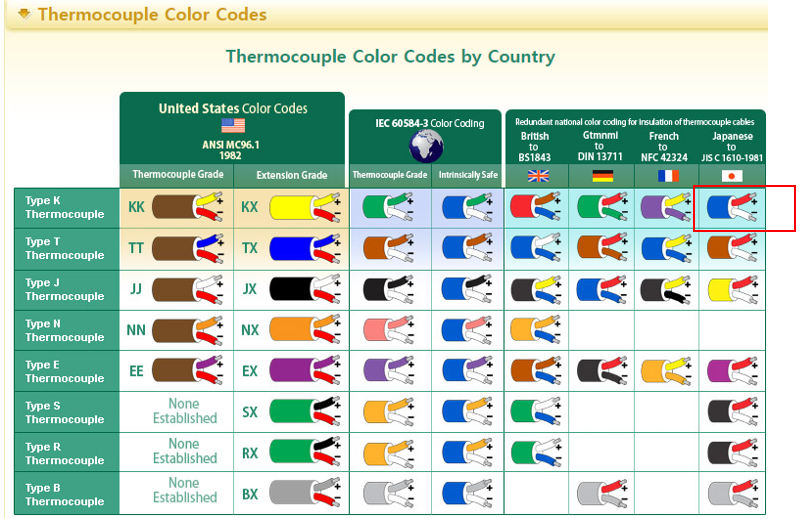 Thermocouple Color Codes
Thermocouple Color Codes by Country
United States Color Codes
ANSI MC96.1
1982
Thermocouple Grade
Extension Grade
IEC 60584-3 Color Coding
Thermocouple Grade
Intrinsically Safe
Redundant national color coding for insulation of thermocouple cables
British
to
BS1843
Gtmnml
to
DIN 13711
French
to
NFC 42324
Japanese
to
JIS C 1610-1981
Type K
Thermocouple
KK + −
KX + −
+ − + − + − + − + − + −
Type T
Thermocouple
TT + −
TX + −
+ − + − + − + − + − + −
Type J
Thermocouple
JJ + −
JX + −
+ − + − + − + − + − + −
Type N
Thermocouple
NN + −
NX + −
+ − + − + −
Type E
Thermocouple
EE + −
EX + −
+ − + − + − + − + − + −
Type S
Thermocouple
None
Established
SX + −
+ − + − + − + −
Type R
Thermocouple
None
Established
RX + −
+ − + − + − + −
Type B
Thermocouple
None
Established
BX + −
+ − + − + − + −